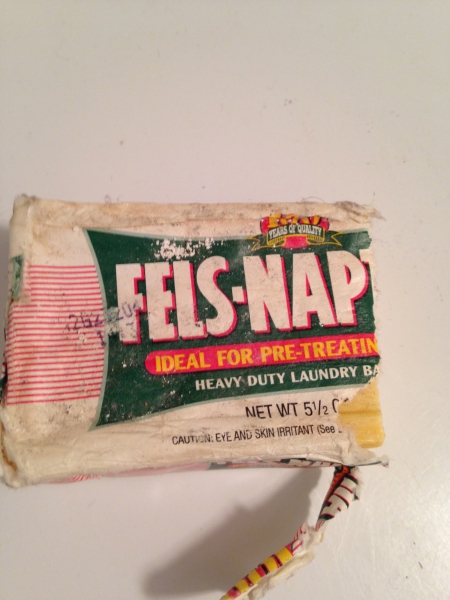 YEARS OF QUALITY
FELS-NAPT
IDEAL FOR PRE-TREATIN
HEAVY DUTY LAUNDRY BA
NET WT 5½ O
CAUTION: EYE AND SKIN IRRITANT (See